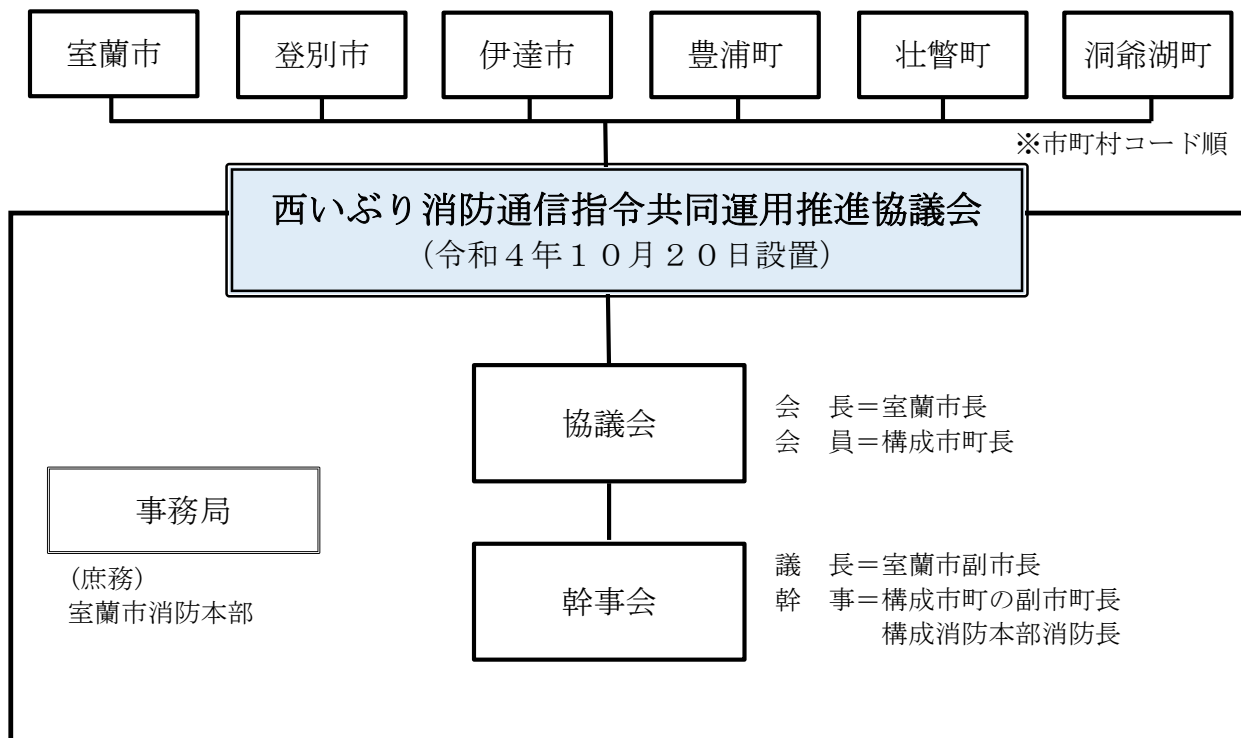 室蘭市
登別市
伊達市
豊浦町
壮瞥町
洞爺湖町
※市町村コード順
西いぶり消防通信指令共同運用推進協議会
(令和４年１０月２０日設置)
協議会
会　長＝室蘭市長
会　員＝構成市町長
事務局
(庶務)
室蘭市消防本部
幹事会
議　長＝室蘭市副市長
幹　事＝構成市町の副市町長
構成消防本部消防長